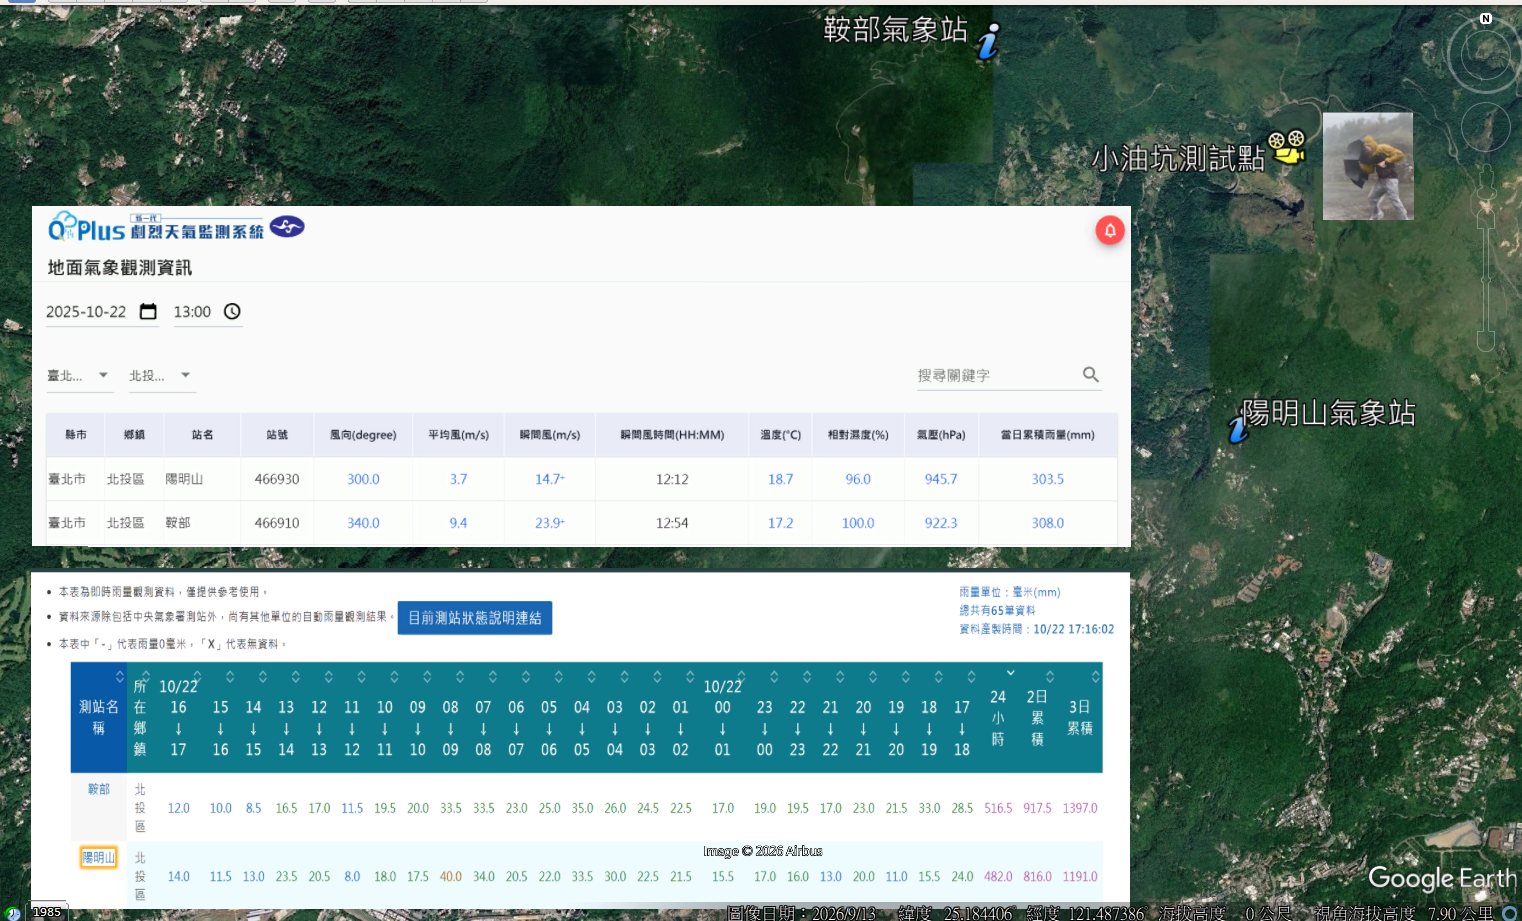 鞍部氣象站
N
小油坑測試點
QPlus 新一代 劇烈天氣監測系統
地面氣象觀測資訊
2025-10-22 13:00
臺北... 北投... 搜尋關鍵字
陽明山氣象站
縣市 鄉鎮 站名 站號 風向(degree) 平均風(m/s) 瞬間風(m/s) 瞬間風時間(HH:MM) 溫度(°C) 相對濕度(%) 氣壓(hPa) 當日累積雨量(mm)
臺北市 北投區 陽明山 466930 300.0 3.7 14.7+ 12:12 18.7 96.0 945.7 303.5
臺北市 北投區 鞍部 466910 340.0 9.4 23.9+ 12:54 17.2 100.0 922.3 308.0
• 本表為即時雨量觀測資料，僅提供參考使用。
• 資料來源除包括中央氣象署測站外，尚有其他單位的自動雨量觀測結果。 目前測站狀態說明連結
• 本表中「-」代表雨量0毫米，「X」代表無資料。
雨量單位：毫米(mm)
總共有65筆資料
資料產製時間：10/22 17:16:02
測站名稱 所在鄉鎮 10/22 16↓17 15↓16 14↓15 13↓14 12↓13 11↓12 10↓11 09↓10 08↓09 07↓08 06↓07 05↓06 04↓05 03↓04 02↓03 01↓02 10/22 00↓01 23↓00 22↓23 21↓22 20↓21 19↓20 18↓19 17↓18 24小時 2日累積 3日累積
鞍部 北投區 12.0 10.0 8.5 16.5 17.0 11.5 19.5 20.0 33.5 33.5 23.0 25.0 35.0 26.0 24.5 22.5 17.0 19.0 19.5 17.0 23.0 21.5 33.0 28.5 516.5 917.5 1397.0
陽明山 北投區 14.0 11.5 13.0 23.5 20.5 8.0 18.0 17.5 40.0 34.0 20.5 22.0 33.5 30.0 22.5 21.5 15.5 17.0 16.0 13.0 20.0 11.0 15.5 24.0 482.0 816.0 1191.0
Image © 2026 Airbus
Google Earth
1985
圖像日期：2026/9/13 緯度 25.184406° 經度 121.487386° 海拔高度 0 公尺 視角海拔高度 7.90 公里